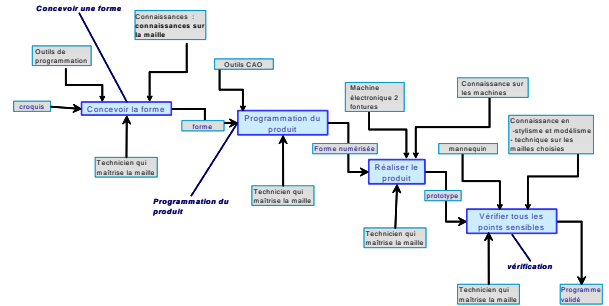 Concevoir une forme
Connaissances :
connaissances sur
la maille
Outils de
programmation
Outils CAO
croquis
Concevoir la forme
forme
Technicien qui
maîtrise la maille
Programmation du
produit
Programmation du
produit
Technicien qui
maîtrise la maille
Machine
électronique 2
fontures
Connaissance sur
les machines
Forme numérisée
Réaliser le
produit
Technicien qui
maîtrise la maille
mannequin
Connaissance en
-stylisme et modélisme
- technique sur les
mailles choisies
prototype
Vérifier tous les
points sensibles
vérification
Technicien qui
maîtrise la maille
Programme
validé